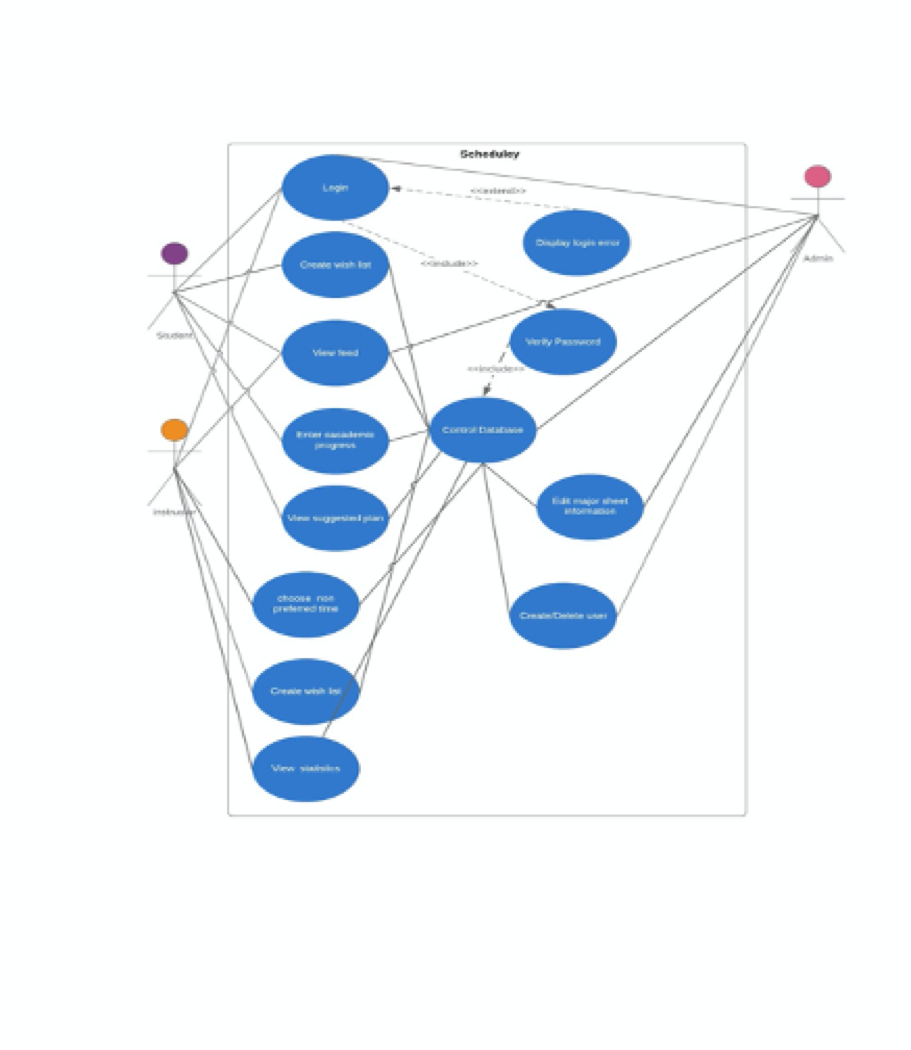 Scheduley
Login
<<extend>>
Display login error
Create wish list
<<include>>
Admin
Student
View feed
Verify Password
<<include>>
Control Database
Enter eacademic
progress
Edit major sheet
information
Instructor
View suggested plan
choose non
preferred time
Create/Delete user
Create wish list
View statistics